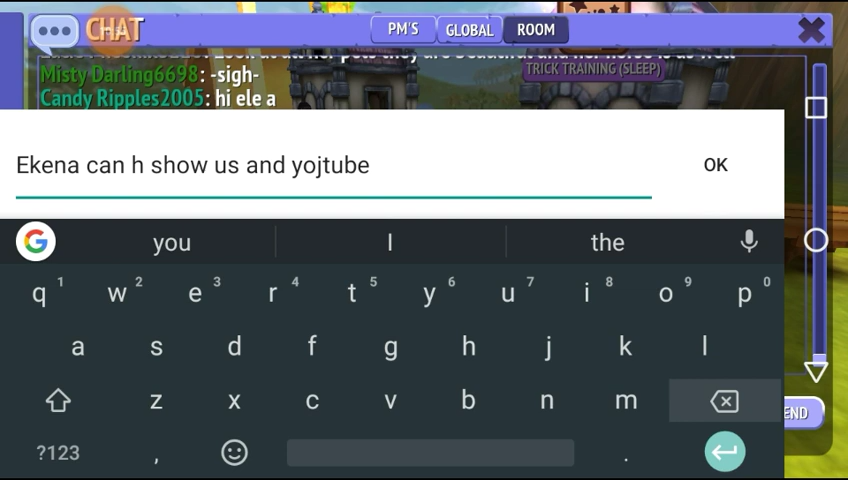 CHAT
PM'S GLOBAL ROOM
TRICK TRAINING (SLEEP)
Misty Darling6698: -sigh-
Candy Ripples2005: hi ele a
Ekena can h show us and yojtube
OK
you I the
q 1 w 2 e 3 r 4 t 5 y 6 u 7 i 8 o 9 p 0
a s d f g h j k l
z x c v b n m
END
?123 , .